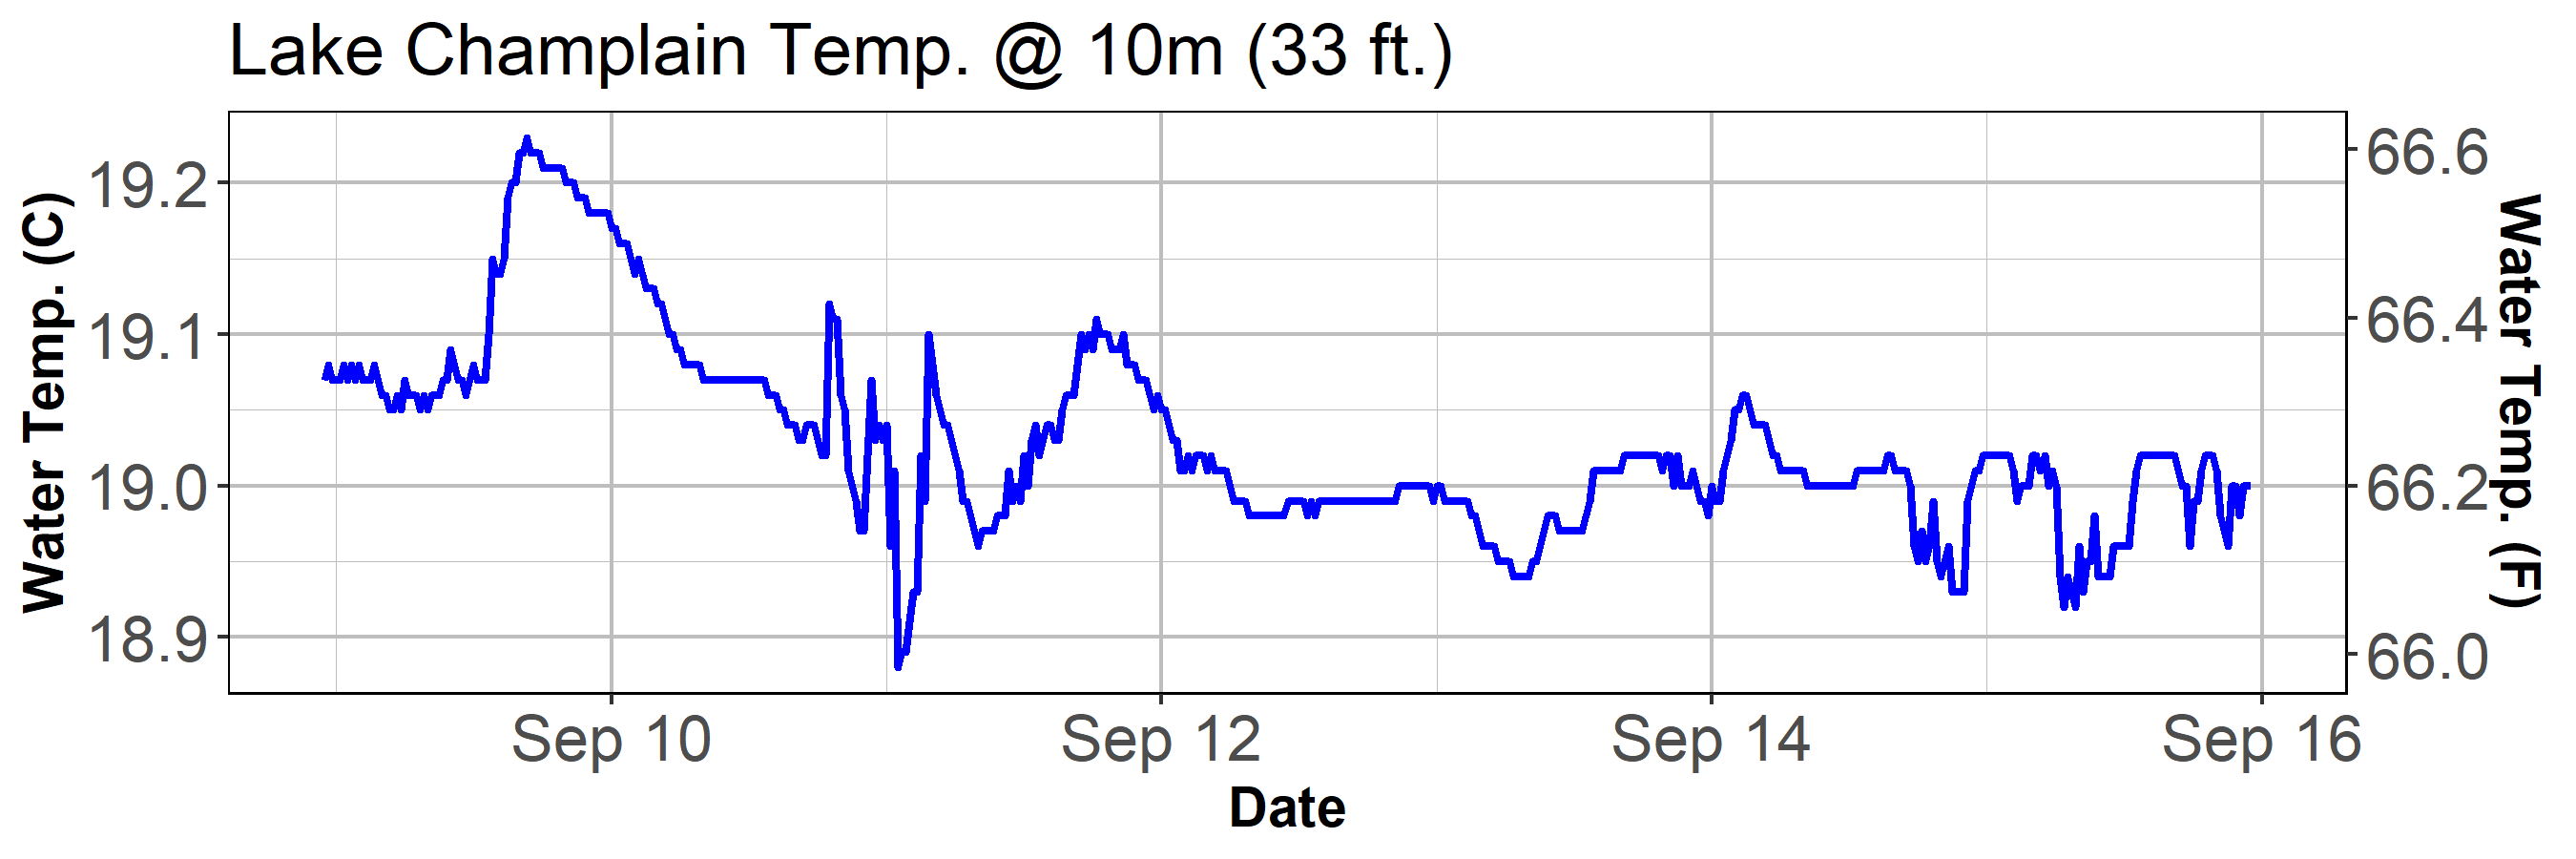 Lake Champlain Temp. @ 10m (33 ft.)
Water Temp. (C)
19.2
19.1
19.0
18.9
66.6
66.4
66.2
66.0
Water Temp. (F)
Sep 10 Sep 12 Sep 14 Sep 16
Date